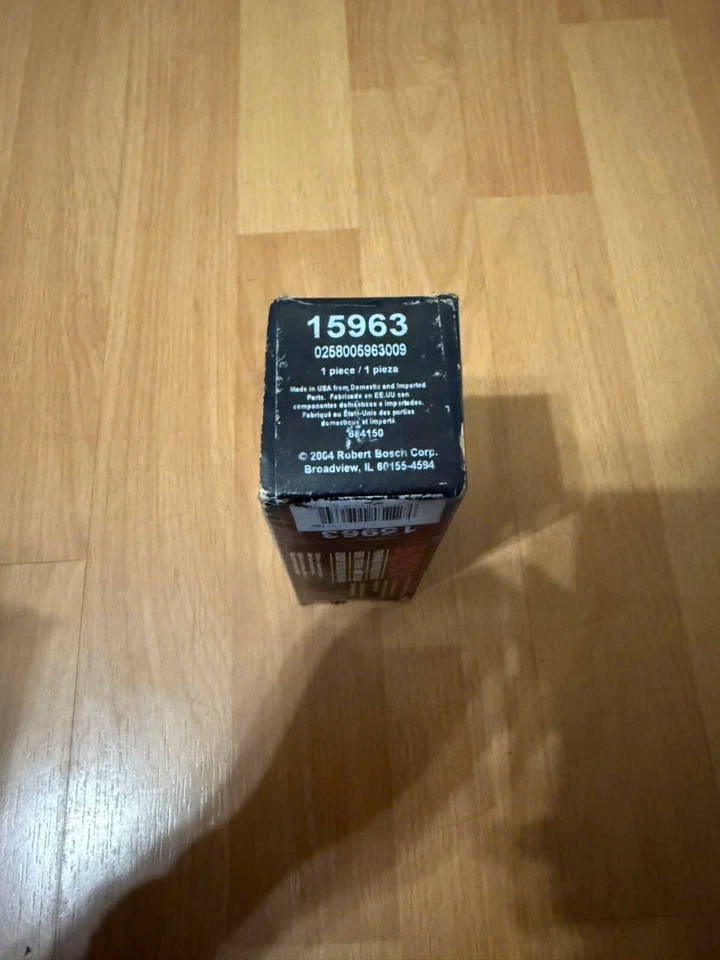 15963
0258005963009
1 piece / 1 pieza
Made in USA from Domestic and Imported
Parts. Fabricado en EE.UU con
componentes domésticos e importados.
Fabriqué au États-Unis des parties
domestique et importé
684150
© 2004 Robert Bosch Corp.
Broadview, IL 60155-4594
15963